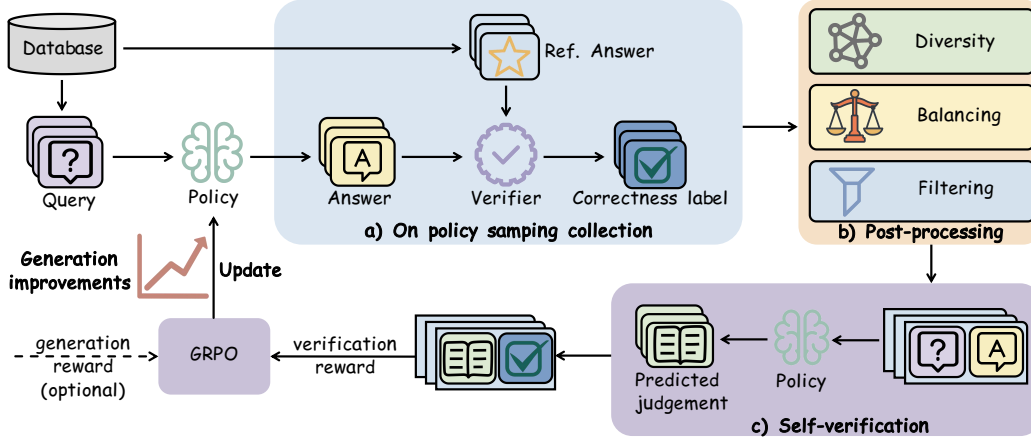 Database
Ref. Answer
Diversity
Balancing
Filtering
b) Post-processing
?
A
Query
Policy
Answer
Verifier
Correctness label
a) On policy samping collection
Generation
improvements
Update
generation
reward
(optional)
GRPO
verification
reward
Predicted
judgement
Policy
?
A
c) Self-verification